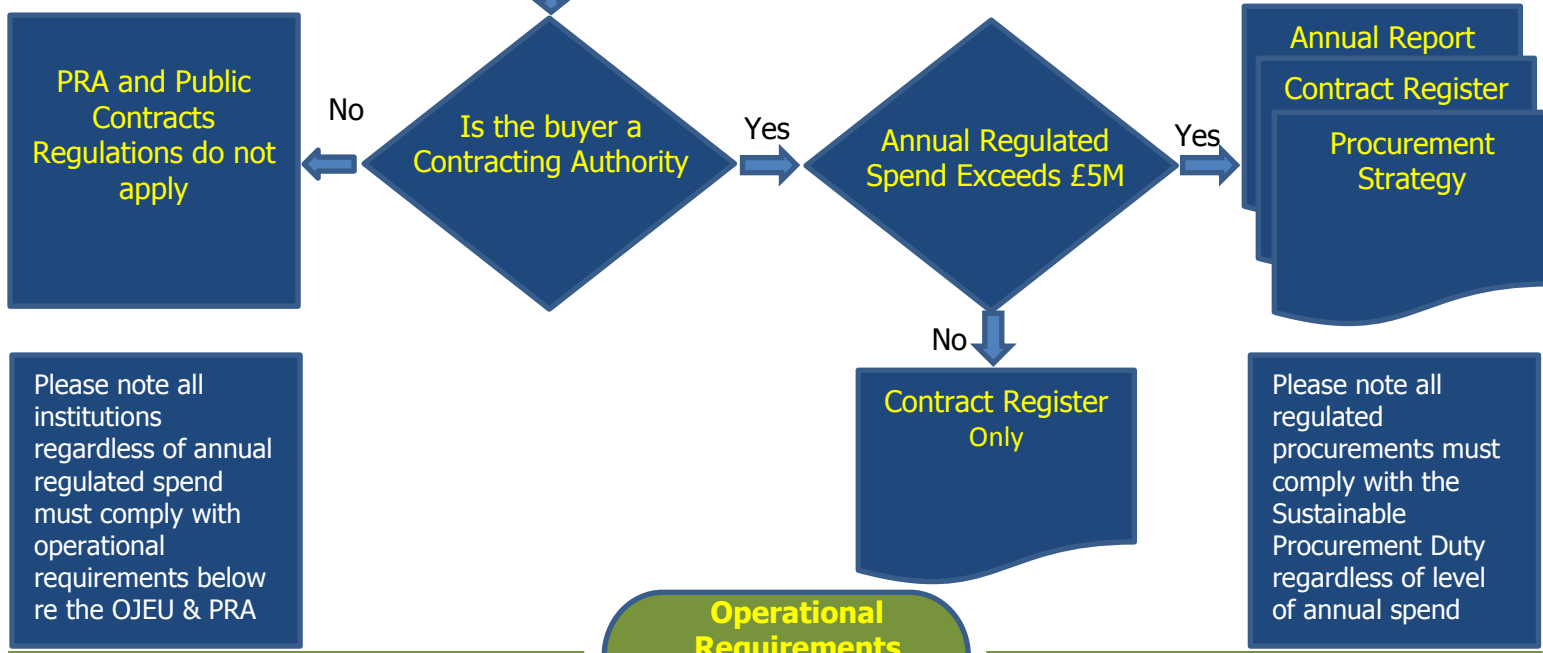 PRA and Public
Contracts
Regulations do not
apply
No
Is the buyer a
Contracting Authority
Yes
Annual Regulated
Spend Exceeds £5M
Yes
Annual Report
Contract Register
Procurement
Strategy
No
Contract Register
Only
Please note all
institutions
regardless of annual
regulated spend
must comply with
operational
requirements below
re the OJEU & PRA
Please note all
regulated
procurements must
comply with the
Sustainable
Procurement Duty
regardless of level
of annual spend
Operational
Requirements